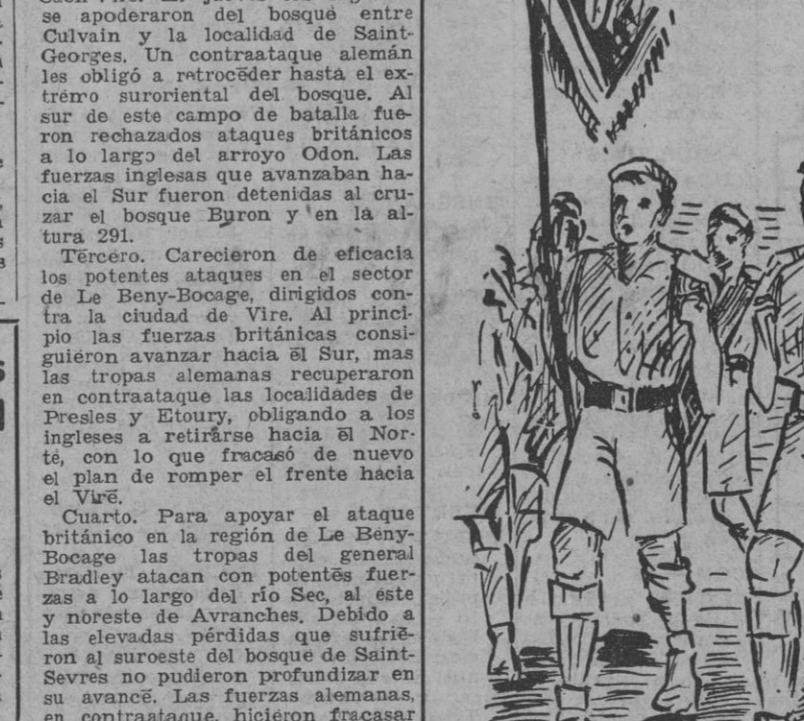 se apoderaron del bosque entre
Culvain y la localidad de Saint-
Georges. Un contraataque alemán
les obligó a retroceder hasta el ex-
tremo suroriental del bosque. Al
sur de este campo de batalla fue-
ron rechazados ataques británicos
a lo largo del arroyo Odon. Las
fuerzas inglesas que avanzaban ha-
cia el Sur fueron detenidas al cru-
zar el bosque Buron y en la al-
tura 291.
Tercero. Carecieron de eficacia
los potentes ataques en el sector
de Le Beny-Bocage, dirigidos con-
tra la ciudad de Vire. Al princi-
pio las fuerzas británicas consi-
guieron avanzar hacia el Sur, mas
las tropas alemanas recuperaron
en contraataque las localidades de
Presles y Etoury, obligando a los
ingleses a retirarse hacia el Nor-
te, con lo que fracasó de nuevo
el plan de romper el frente hacia
el Vire.
Cuarto. Para apoyar el ataque
británico en la región de Le Beny-
Bocage las tropas del general
Bradley atacan con potentes fuer-
zas a lo largo del río Sec, al este
y noreste de Avranches. Debido a
las elevadas pérdidas que sufrie-
ron al suroeste del bosque de Saint-
Sevres no pudieron profundizar en
su avance. Las fuerzas alemanas,
en contraataque, hicieron fracasar